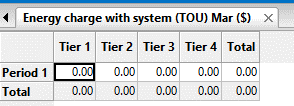 Energy charge with system (TOU) Mar ($)
Tier 1 Tier 2 Tier 3 Tier 4 Total
Period 1 0.00 0.00 0.00 0.00 0.00
Total 0.00 0.00 0.00 0.00 0.00